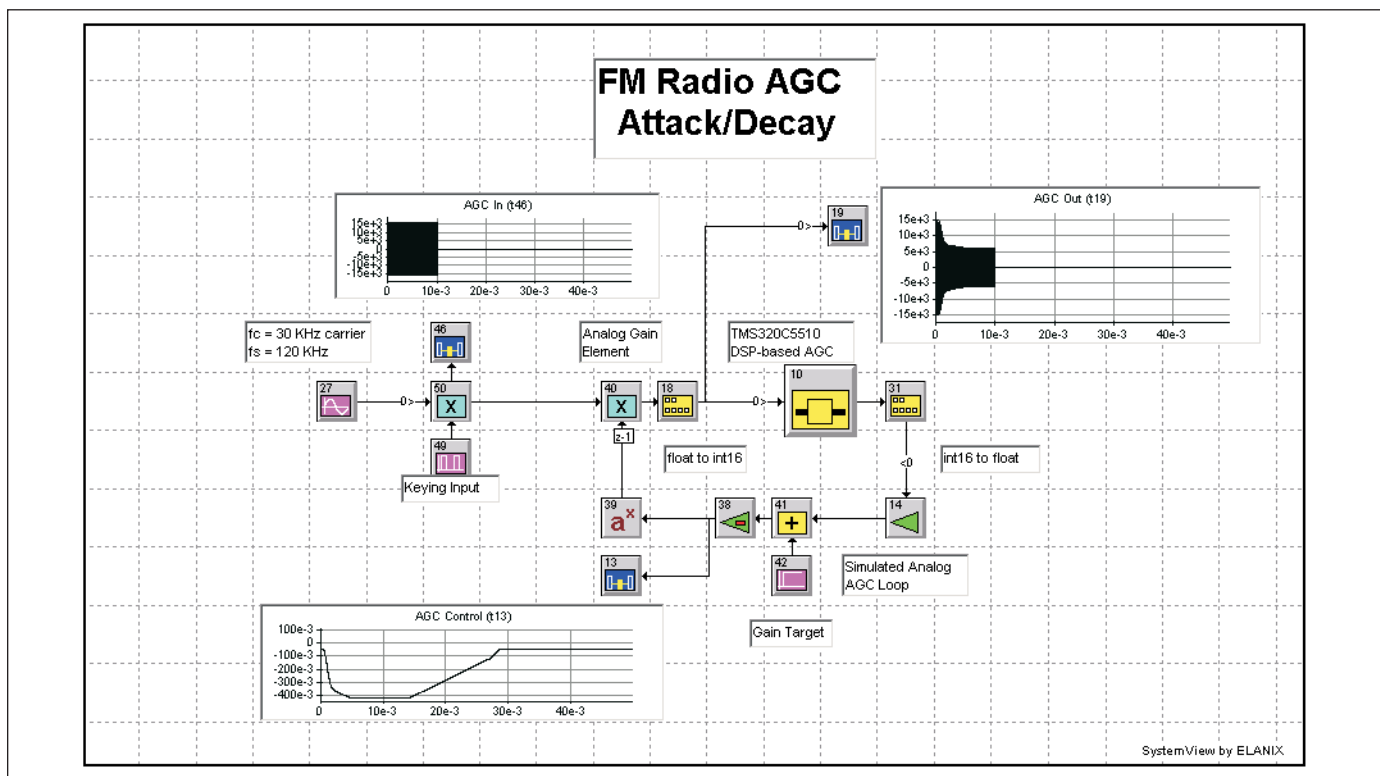 FM Radio AGC
Attack/Decay
AGC In (t46)
15e+3
10e+3
5e+3
0
-5e+3
-10e+3
-15e+3
0 10e-3 20e-3 30e-3 40e-3
19
0>
AGC Out (t19)
15e+3
10e+3
5e+3
0
-5e+3
-10e+3
-15e+3
0 10e-3 20e-3 30e-3 40e-3
fc = 30 KHz carrier
fs = 120 KHz
46
Analog Gain
Element
TMS320C5510
DSP-based AGC
27
0>
50
X
40
X
18
0>
10
31
z-1
49
Keying Input
float to int16
int16 to float
<0
39
a^x
38
41
+
14
13
42
Simulated Analog
AGC Loop
Gain Target
AGC Control (t13)
100e-3
0
-100e-3
-200e-3
-300e-3
-400e-3
0 10e-3 20e-3 30e-3 40e-3
SystemView by ELANIX